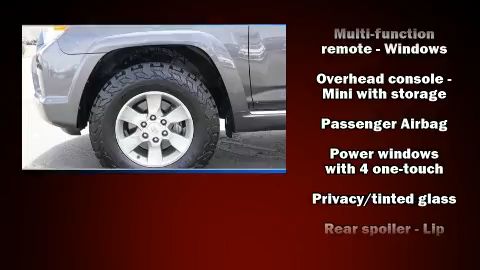 Multi-function
remote - Windows
Overhead console -
Mini with storage
Passenger Airbag
Power windows
with 4 one-touch
Privacy/tinted glass
Rear spoiler - Lip